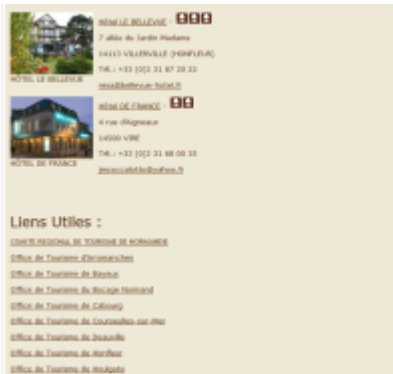 Hôtel LE BELLEVUE -
7 allée du Jardin Madame
14113 VILLERVILLE (HONFLEUR)
Tél.: +33 (0)2 31 87 20 22
resa@bellevue-hotel.fr
HÔTEL LE BELLEVUE
Hôtel DE FRANCE -
4 rue d'Aignaux
14500 VIRE
Tél.: +33 (0)2 31 68 00 35
HÔTEL DE FRANCE
Liens Utiles :
COMITE REGIONAL DE TOURISME DE NORMANDIE
Office de Tourisme d'Arromanches
Office de Tourisme de Bayeux
Office de Tourisme du Bocage Normand
Office de Tourisme de Cabourg
Office de Tourisme de Courseulles-sur-Mer
Office de Tourisme de Deauville
Office de Tourisme de Honfleur
Office de Tourisme de Houlgate